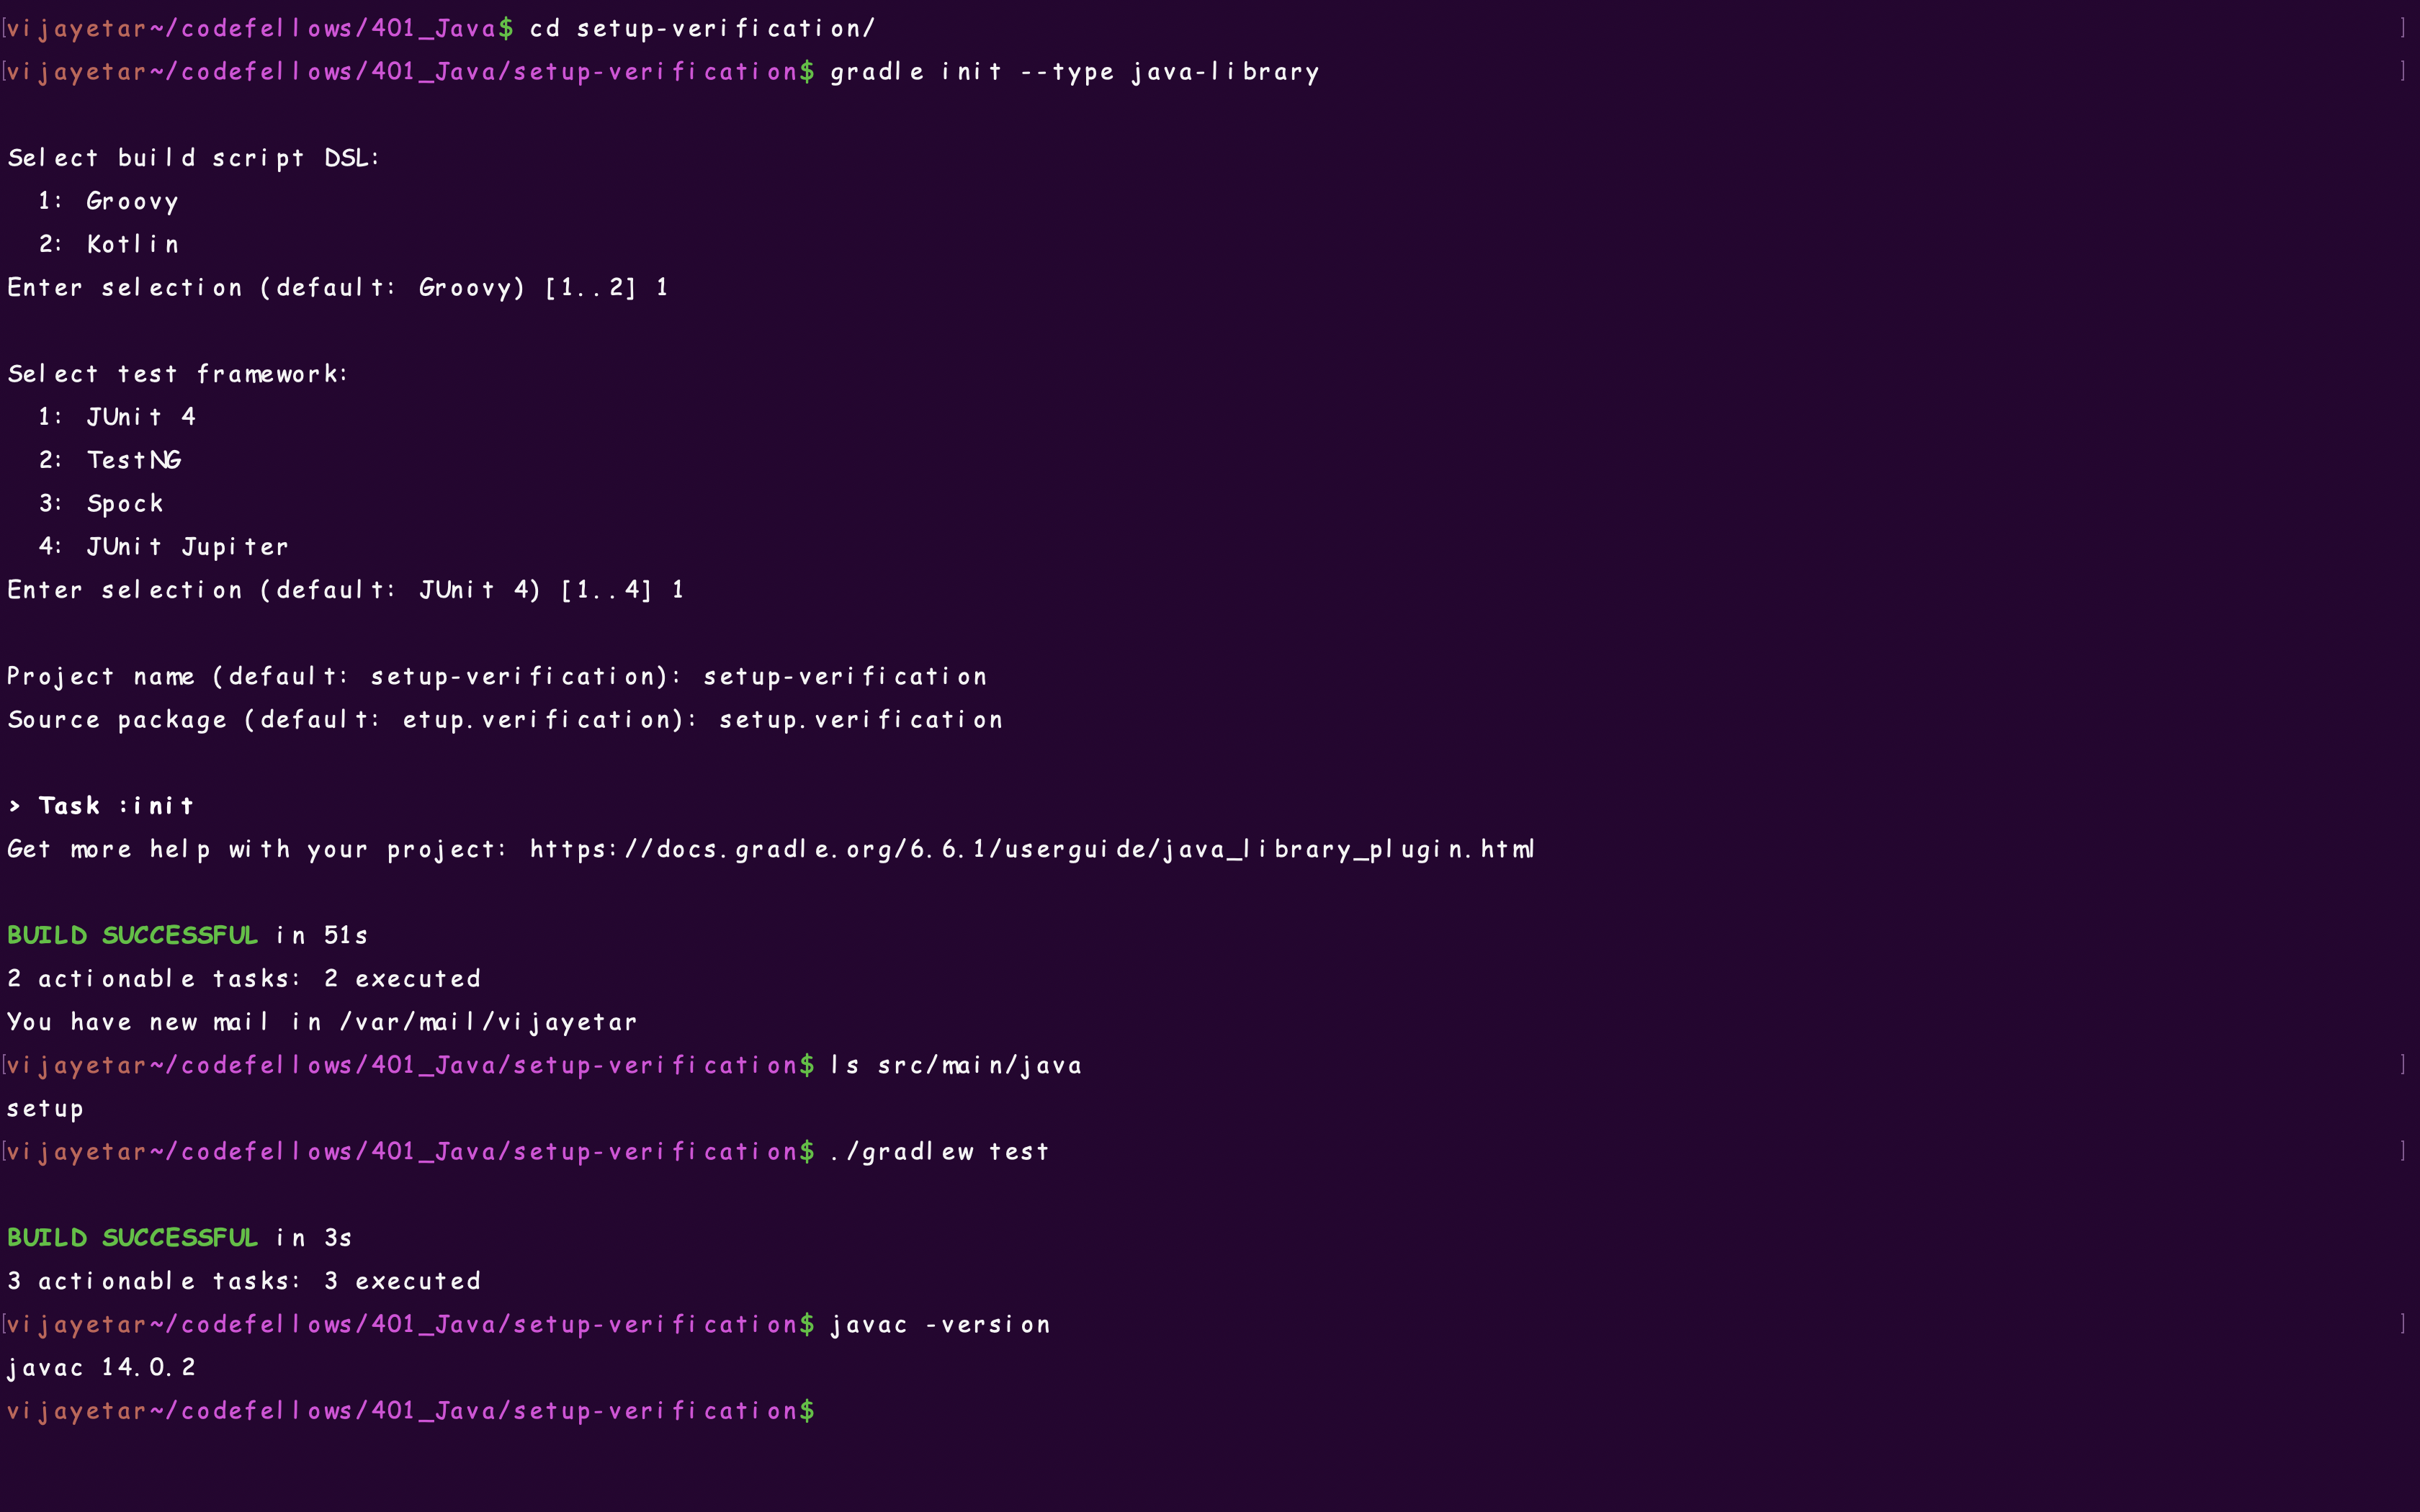 [vijayetar~/codefellows/401_Java$ cd setup-verification/ ]
[vijayetar~/codefellows/401_Java/setup-verification$ gradle init --type java-library ]
Select build script DSL:
1: Groovy
2: Kotlin
Enter selection (default: Groovy) [1..2] 1
Select test framework:
1: JUnit 4
2: TestNG
3: Spock
4: JUnit Jupiter
Enter selection (default: JUnit 4) [1..4] 1
Project name (default: setup-verification): setup-verification
Source package (default: etup.verification): setup.verification
> Task :init
Get more help with your project: https://docs.gradle.org/6.6.1/userguide/java_library_plugin.html
BUILD SUCCESSFUL in 51s
2 actionable tasks: 2 executed
You have new mail in /var/mail/vijayetar
[vijayetar~/codefellows/401_Java/setup-verification$ ls src/main/java ]
setup
[vijayetar~/codefellows/401_Java/setup-verification$ ./gradlew test ]
BUILD SUCCESSFUL in 3s
3 actionable tasks: 3 executed
[vijayetar~/codefellows/401_Java/setup-verification$ javac -version ]
javac 14.0.2
vijayetar~/codefellows/401_Java/setup-verification$